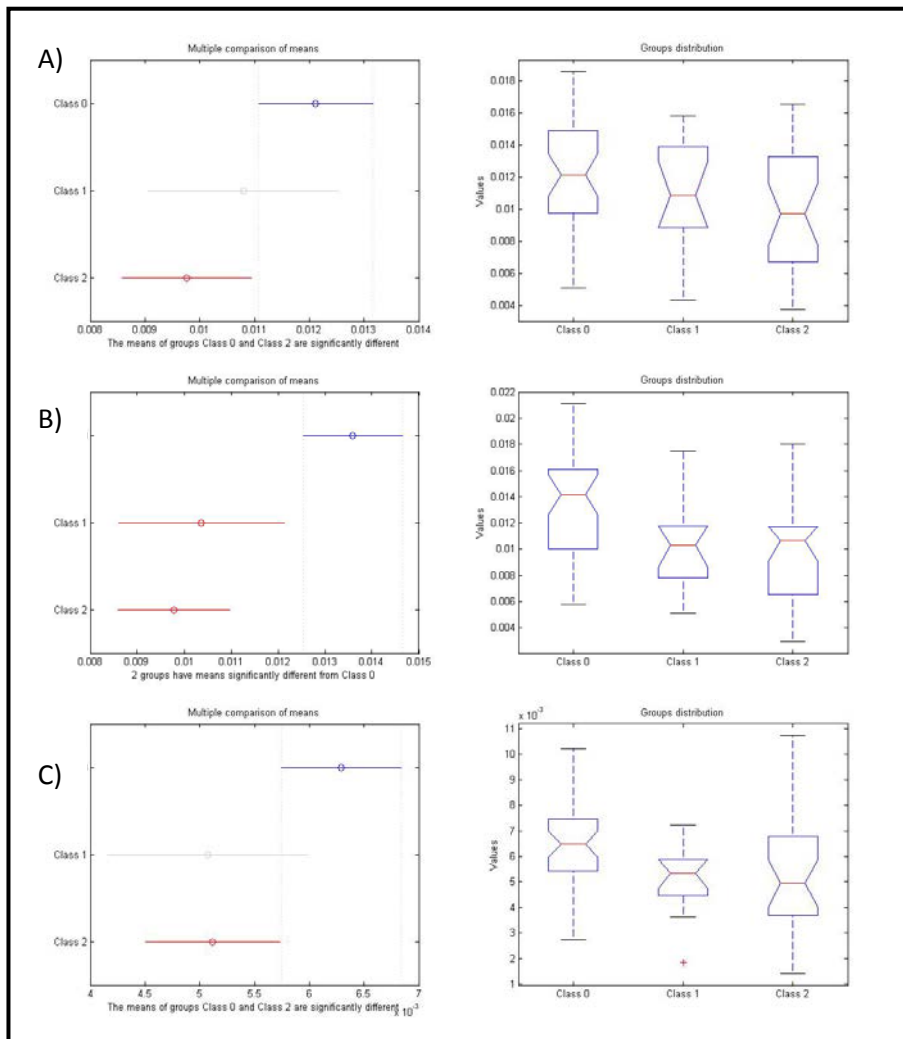 A)
Multiple comparison of means
Class 0
Class 1
Class 2
0.008 0.009 0.01 0.011 0.012 0.013 0.014
The means of groups Class 0 and Class 2 are significantly different
Groups distribution
Values
0.018
0.016
0.014
0.012
0.01
0.008
0.006
0.004
Class 0 Class 1 Class 2
B)
Multiple comparison of means
Class 1
Class 2
0.008 0.009 0.01 0.011 0.012 0.013 0.014 0.015
2 groups have means significantly different from Class 0
Groups distribution
Values
0.022
0.02
0.018
0.016
0.014
0.012
0.01
0.008
0.006
0.004
Class 0 Class 1 Class 2
C)
Multiple comparison of means
Class 1
Class 2
4 4.5 5 5.5 6 6.5 7
x 10⁻³
The means of groups Class 0 and Class 2 are significantly different
Groups distribution
x 10⁻³
Values
11
10
9
8
7
6
5
4
3
2
1
Class 0 Class 1 Class 2